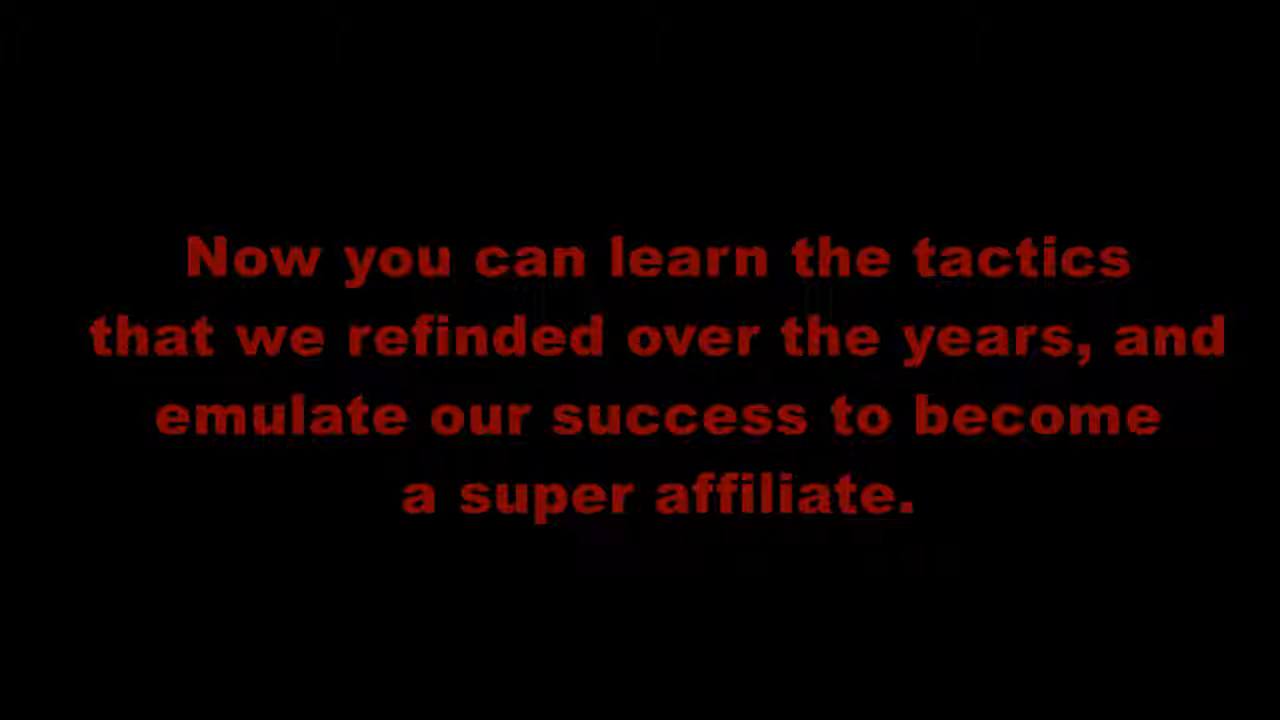 Now you can learn the tactics
that we refinded over the years, and
emulate our success to become
a super affiliate.